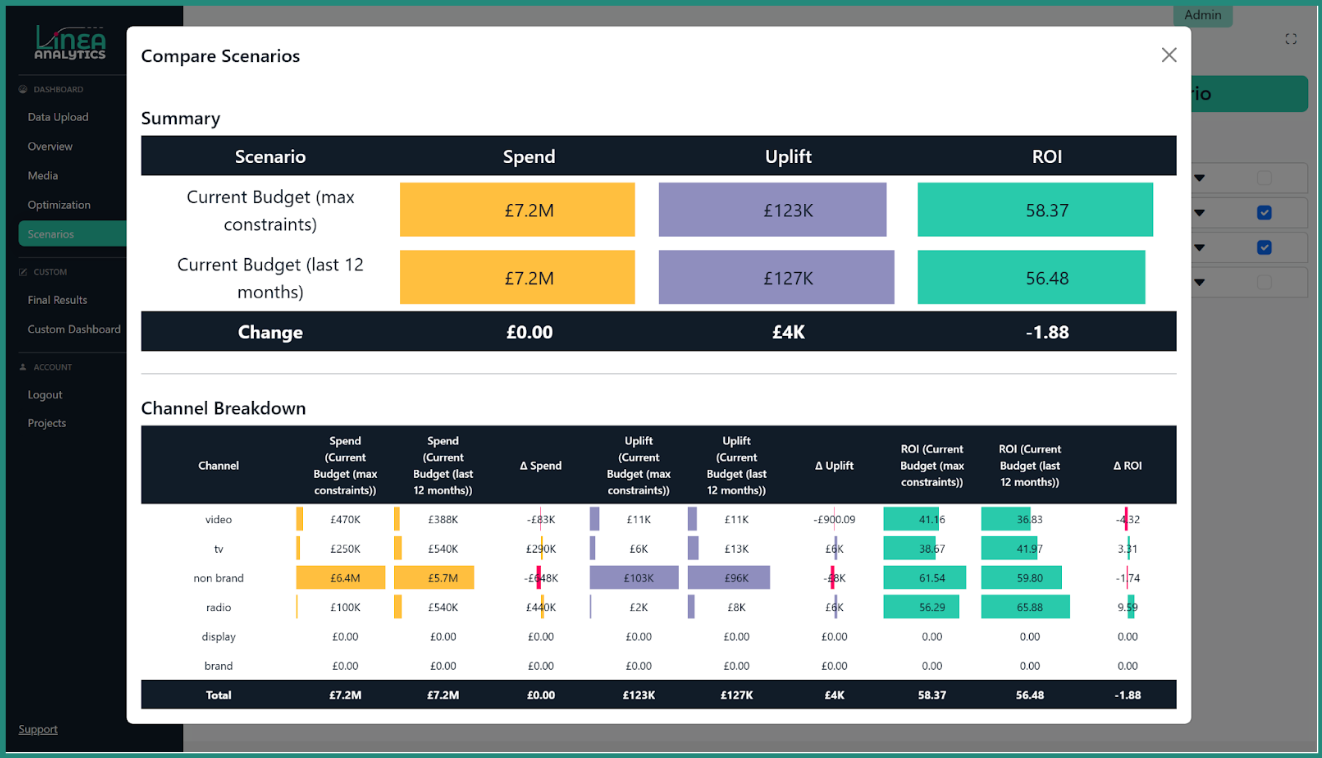 Linea
ANALYTICS
Admin
DASHBOARD
Data Upload
Overview
Media
Optimization
Scenarios
CUSTOM
Final Results
Custom Dashboard
ACCOUNT
Logout
Projects
Support
rio
Compare Scenarios
Summary
Scenario Spend Uplift ROI
Current Budget (max
constraints) £7.2M £123K 58.37
Current Budget (last 12
months) £7.2M £127K 56.48
Change £0.00 £4K -1.88
Channel Breakdown
Channel Spend (Current Budget (max constraints)) Spend (Current Budget (last 12 months)) Δ Spend Uplift (Current Budget (max constraints)) Uplift (Current Budget (last 12 months)) Δ Uplift ROI (Current Budget (max constraints)) ROI (Current Budget (last 12 months)) Δ ROI
video £470K £388K -£83K £11K £11K -£900.09 41.16 36.83 -4.32
tv £250K £540K £290K £6K £13K £6K 38.67 41.97 3.31
non brand £6.4M £5.7M -£648K £103K £96K -£8K 61.54 59.80 -1.74
radio £100K £540K £440K £2K £8K £6K 56.29 65.88 9.59
display £0.00 £0.00 £0.00 £0.00 £0.00 £0.00 0.00 0.00 0.00
brand £0.00 £0.00 £0.00 £0.00 £0.00 £0.00 0.00 0.00 0.00
Total £7.2M £7.2M £0.00 £123K £127K £4K 58.37 56.48 -1.88